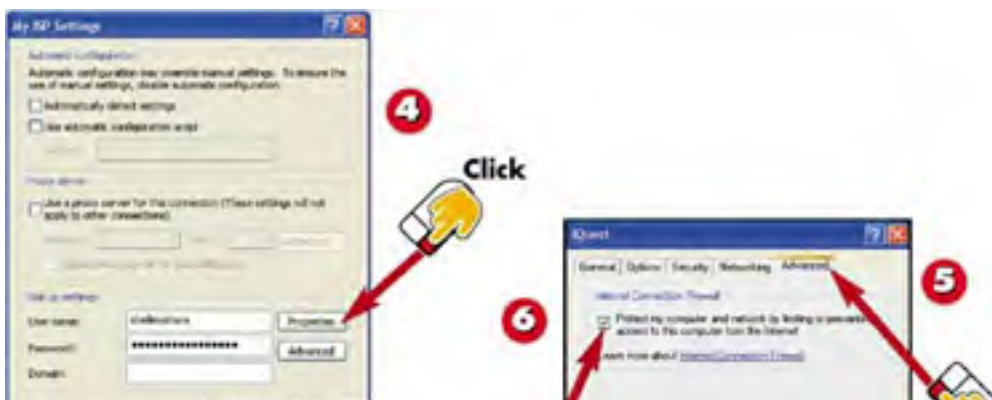 My ISP Settings
Automatic configuration
Automatic configuration may override manual settings. To ensure the
use of manual settings, disable automatic configuration.
Automatically detect settings
Use automatic configuration script
Proxy server
Use a proxy server for this connection (These settings will not
apply to other connections).
Dial-up settings
User name:
Properties
Password:
Advanced
Domain:
4
Click
IQuest
General Options Security Networking Advanced
Internet Connection Firewall
Protect my computer and network by limiting or preventing
access to this computer from the Internet
Learn more about Internet Connection Firewall.
5
6